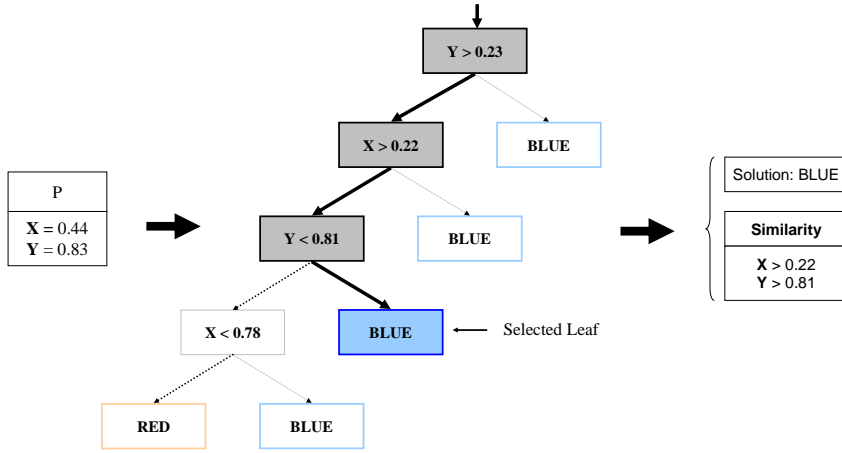 Y > 0.23
X > 0.22
BLUE
P
X = 0.44
Y = 0.83
Y < 0.81
BLUE
Solution: BLUE
Similarity
X > 0.22
Y > 0.81
X < 0.78
BLUE
Selected Leaf
RED
BLUE